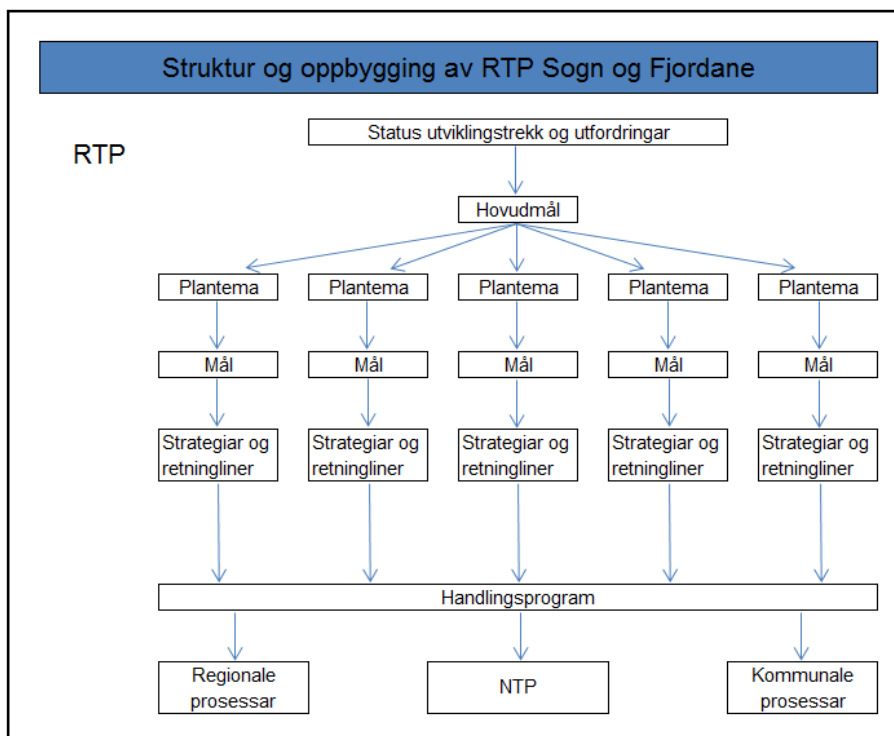 Struktur og oppbygging av RTP Sogn og Fjordane
RTP
Status utviklingstrekk og utfordringar
Hovudmål
Plantema
Plantema
Plantema
Plantema
Plantema
Mål
Mål
Mål
Mål
Mål
Strategiar og
retningliner
Strategiar og
retningliner
Strategiar og
retningliner
Strategiar og
retningliner
Strategiar og
retningliner
Handlingsprogram
Regionale
prosessar
NTP
Kommunale
prosessar